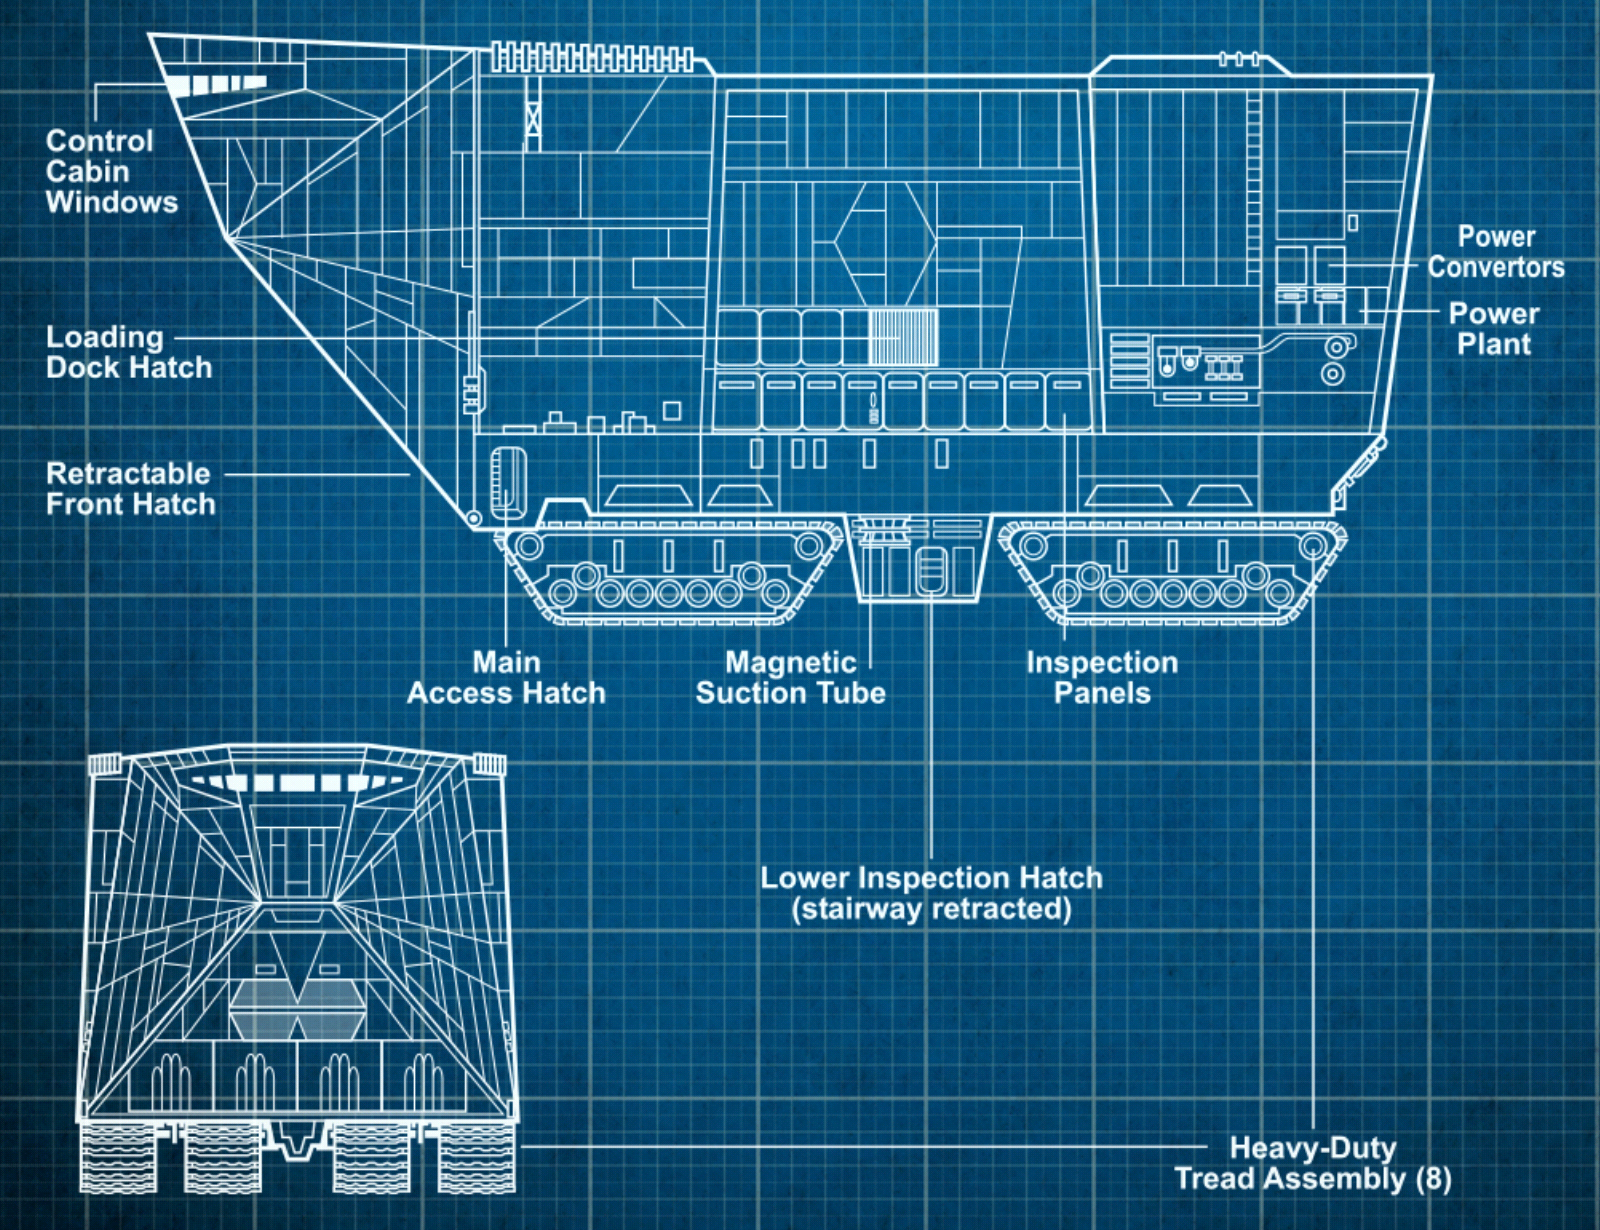 Control
Cabin
Windows
Power
Convertors
Power
Plant
Loading
Dock Hatch
Retractable
Front Hatch
Main
Access Hatch
Magnetic
Suction Tube
Inspection
Panels
Lower Inspection Hatch
(stairway retracted)
Heavy-Duty
Tread Assembly (8)